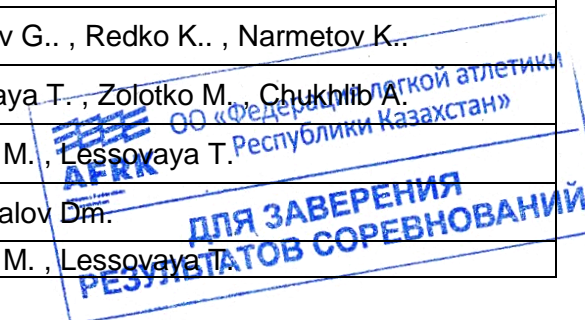 v G.. , Redko K.. , Narmetov K..
aya T. , Zolotko M. , Chukhlib A.
M. , Lessovaya T.
alov Dm.
M. , Lessovaya T.
ОО «Федерация легкой атлетики
Республики Казахстан»
AFRK
ДЛЯ ЗАВЕРЕНИЯ
РЕЗУЛЬТАТОВ СОРЕВНОВАНИЙ